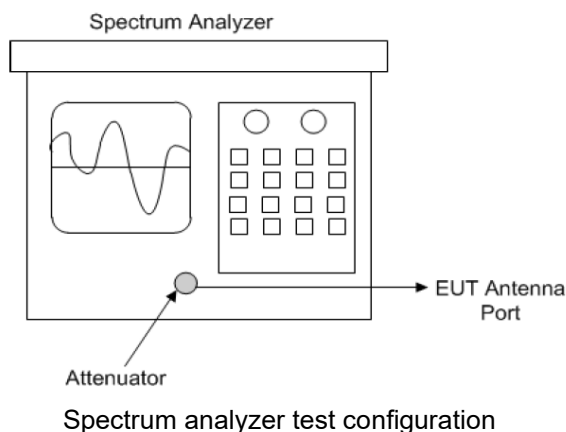 Spectrum Analyzer
EUT Antenna
Port
Attenuator
Spectrum analyzer test configuration